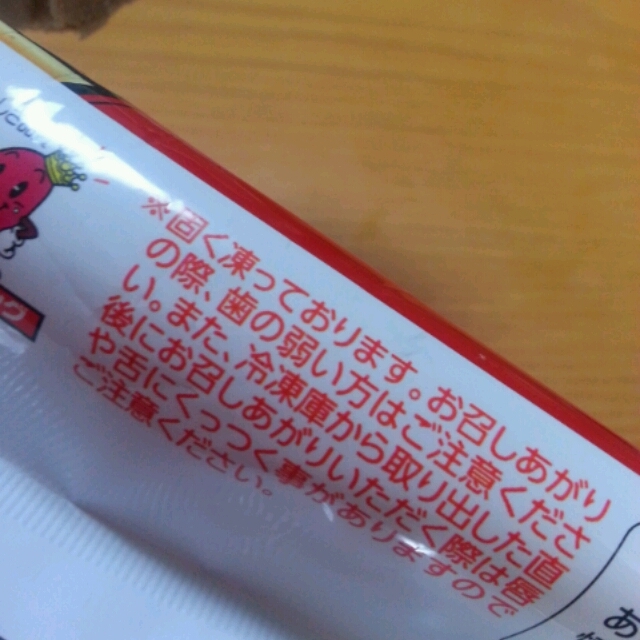 ※固く凍っております。お召しあがり
の際、歯の弱い方はご注意くださ
い。また、冷凍庫から取り出した直
後にお召しあがりいただく際は唇
や舌にくっつく事がありますので
ご注意ください。
あ